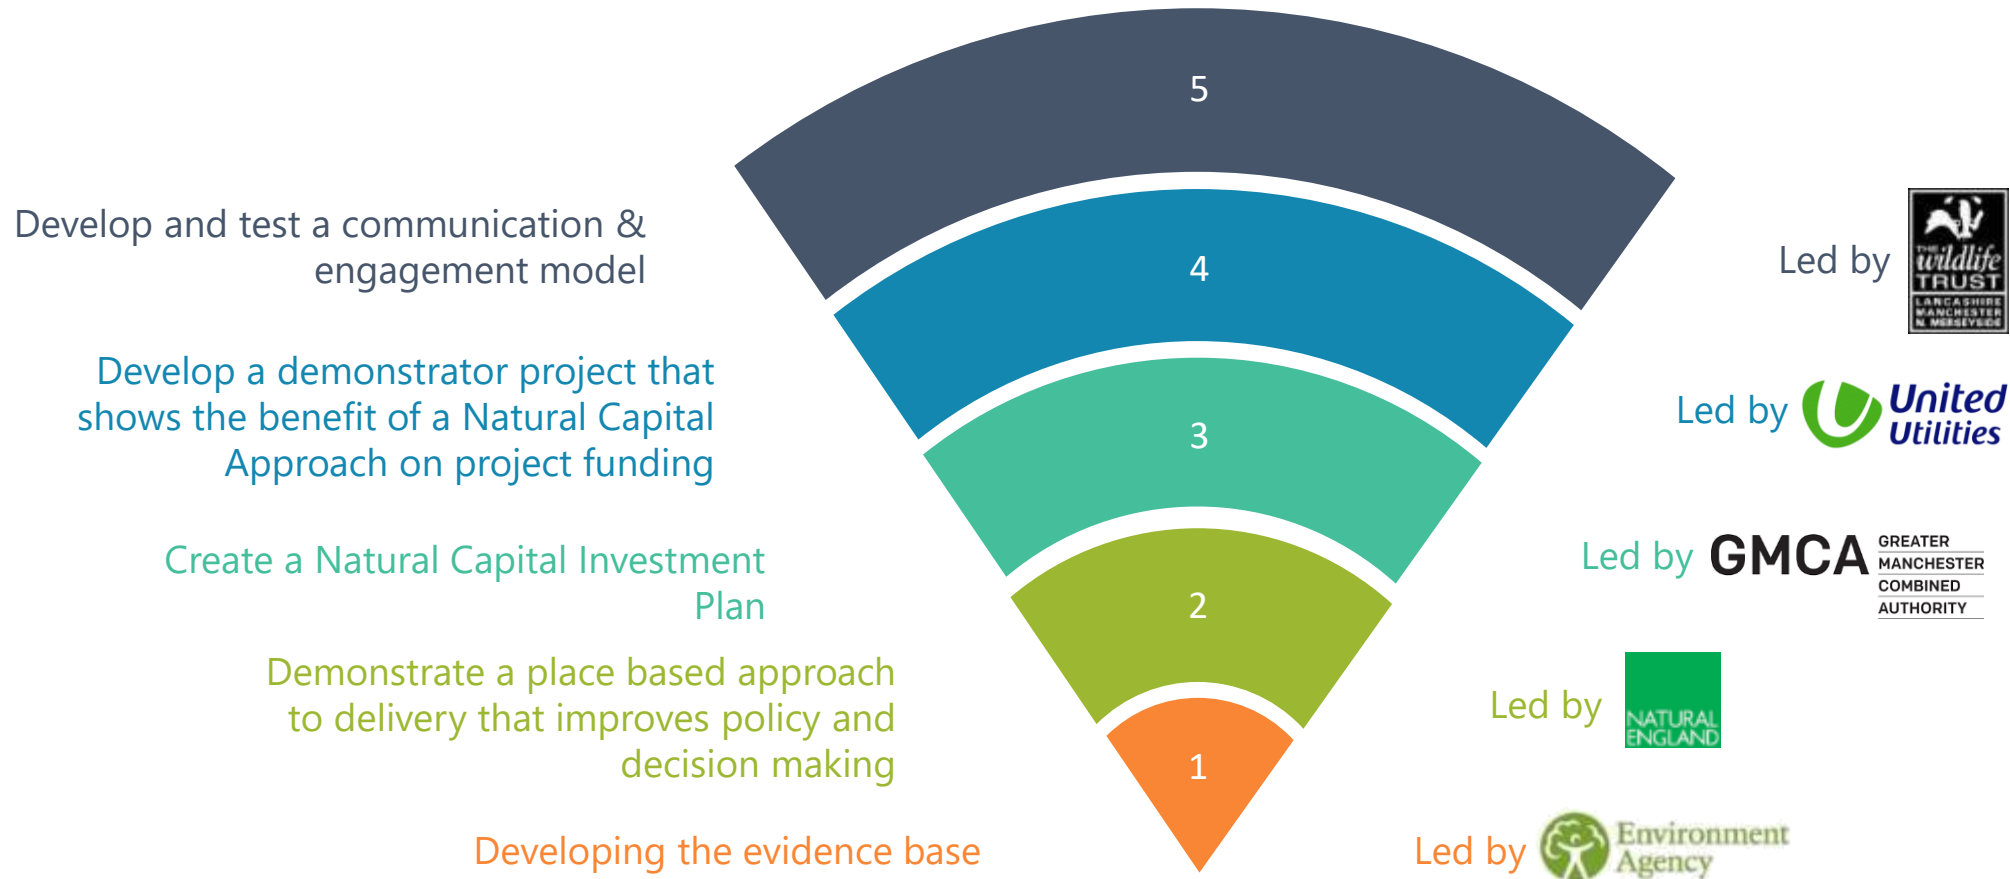 5
Develop and test a communication &
engagement model
Led by
THE
wildlife
TRUST
LANCASHIRE
MANCHESTER
N. MERSEYSIDE
4
Develop a demonstrator project that
shows the benefit of a Natural Capital
Approach on project funding
Led by
United
Utilities
3
Create a Natural Capital Investment
Plan
Led by
GMCA
GREATER
MANCHESTER
COMBINED
AUTHORITY
2
Demonstrate a place based approach
to delivery that improves policy and
decision making
Led by
NATURAL
ENGLAND
1
Developing the evidence base
Led by
Environment
Agency